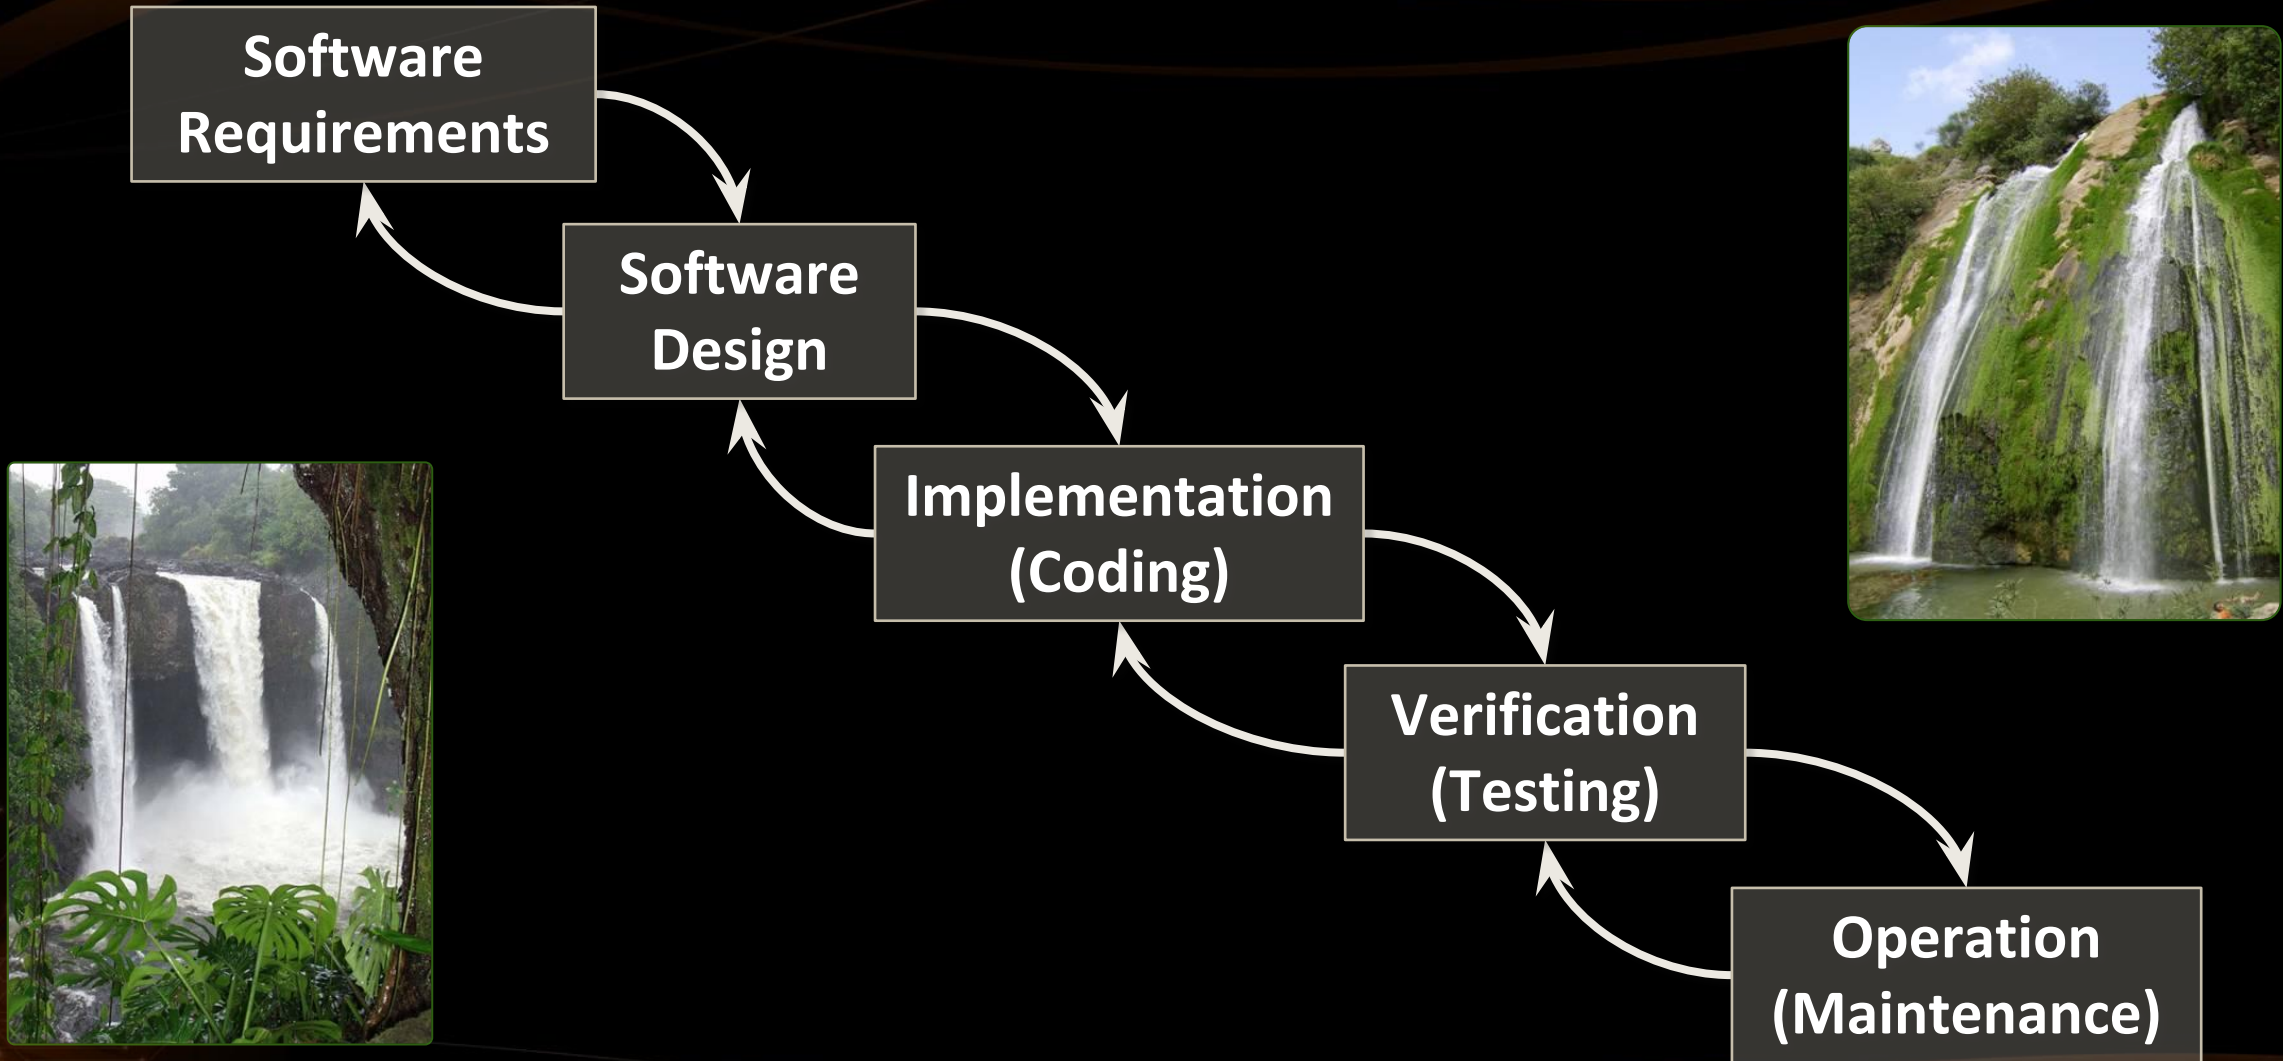 Software
Requirements
Software
Design
Implementation
(Coding)
Verification
(Testing)
Operation
(Maintenance)